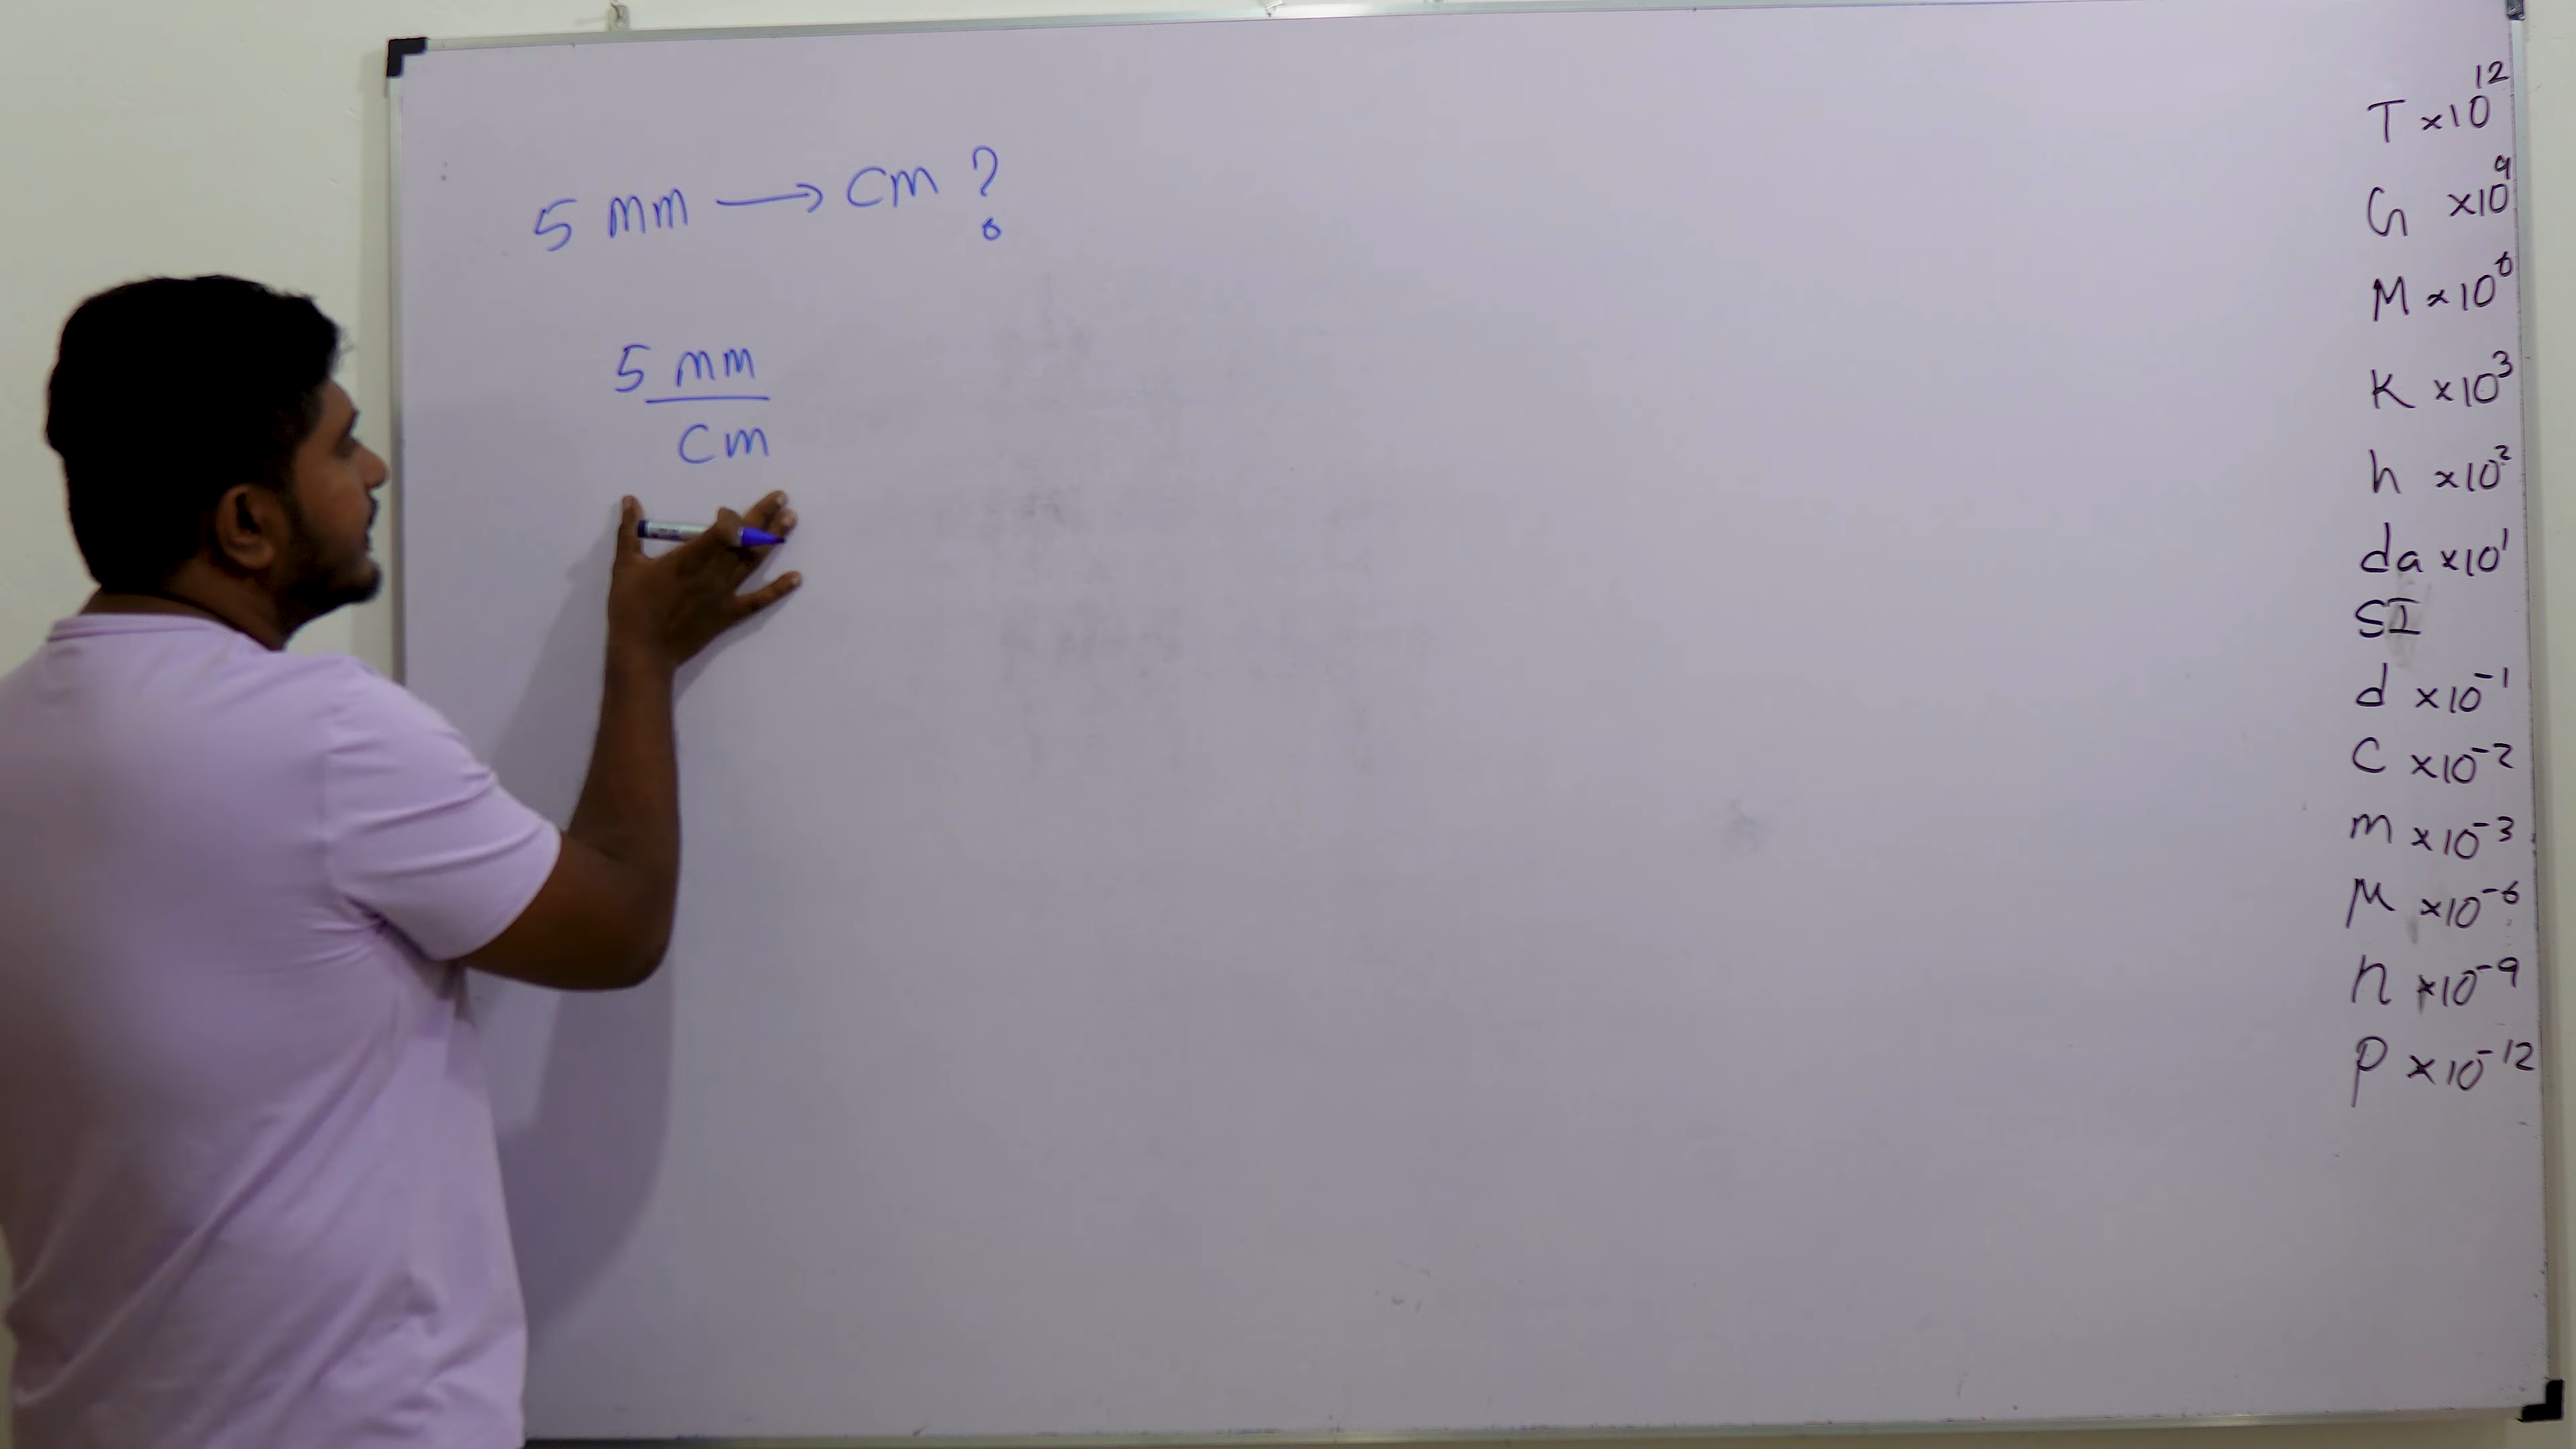 5 mm → cm ?
5 mm
cm
T ×10¹²
G ×10⁹
M ×10⁶
K ×10³
h ×10²
da ×10¹
SI
d ×10⁻¹
c ×10⁻²
m ×10⁻³
μ ×10⁻⁶
n ×10⁻⁹
p ×10⁻¹²